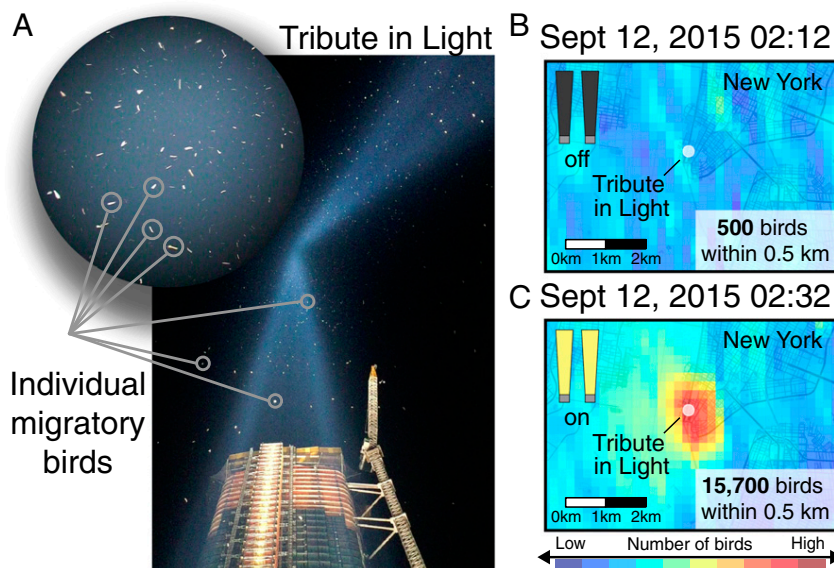 A
Tribute in Light
Individual
migratory
birds
B Sept 12, 2015 02:12
New York
off
Tribute
in Light
0km 1km 2km
500 birds
within 0.5 km
C Sept 12, 2015 02:32
New York
on
Tribute
in Light
0km 1km 2km
15,700 birds
within 0.5 km
Low Number of birds High